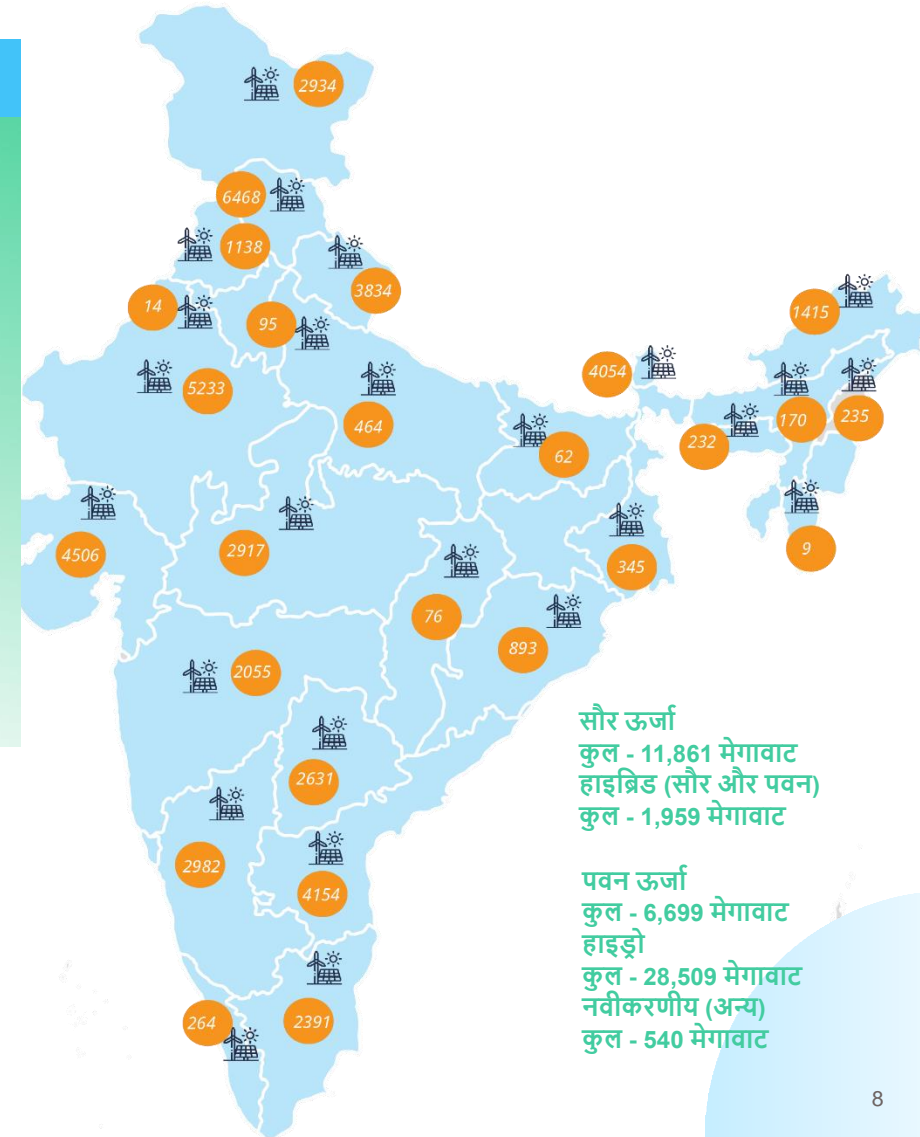 2934
6468
1138
3834
14
95
1415
5233
4054
464
170
235
232
62
4506
2917
9
345
76
893
2055
2631
2982
4154
264
2391
सौर ऊर्जा
कुल - 11,861 मेगावाट
हाइब्रिड (सौर और पवन)
कुल - 1,959 मेगावाट
पवन ऊर्जा
कुल - 6,699 मेगावाट
हाइड्रो
कुल - 28,509 मेगावाट
नवीकरणीय (अन्य)
कुल - 540 मेगावाट
8